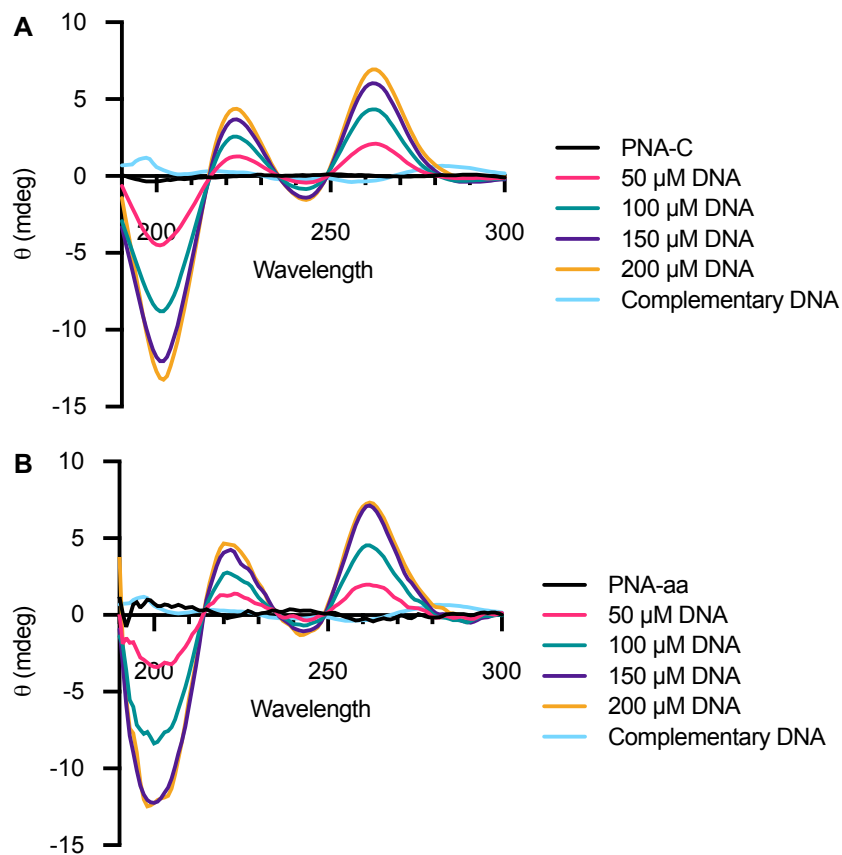 A
10
5
0
-5
-10
-15
θ (mdeg)
200
250
300
Wavelength
PNA-C
50 µM DNA
100 µM DNA
150 µM DNA
200 µM DNA
Complementary DNA
B
10
5
0
-5
-10
-15
θ (mdeg)
200
250
300
Wavelength
PNA-aa
50 µM DNA
100 µM DNA
150 µM DNA
200 µM DNA
Complementary DNA